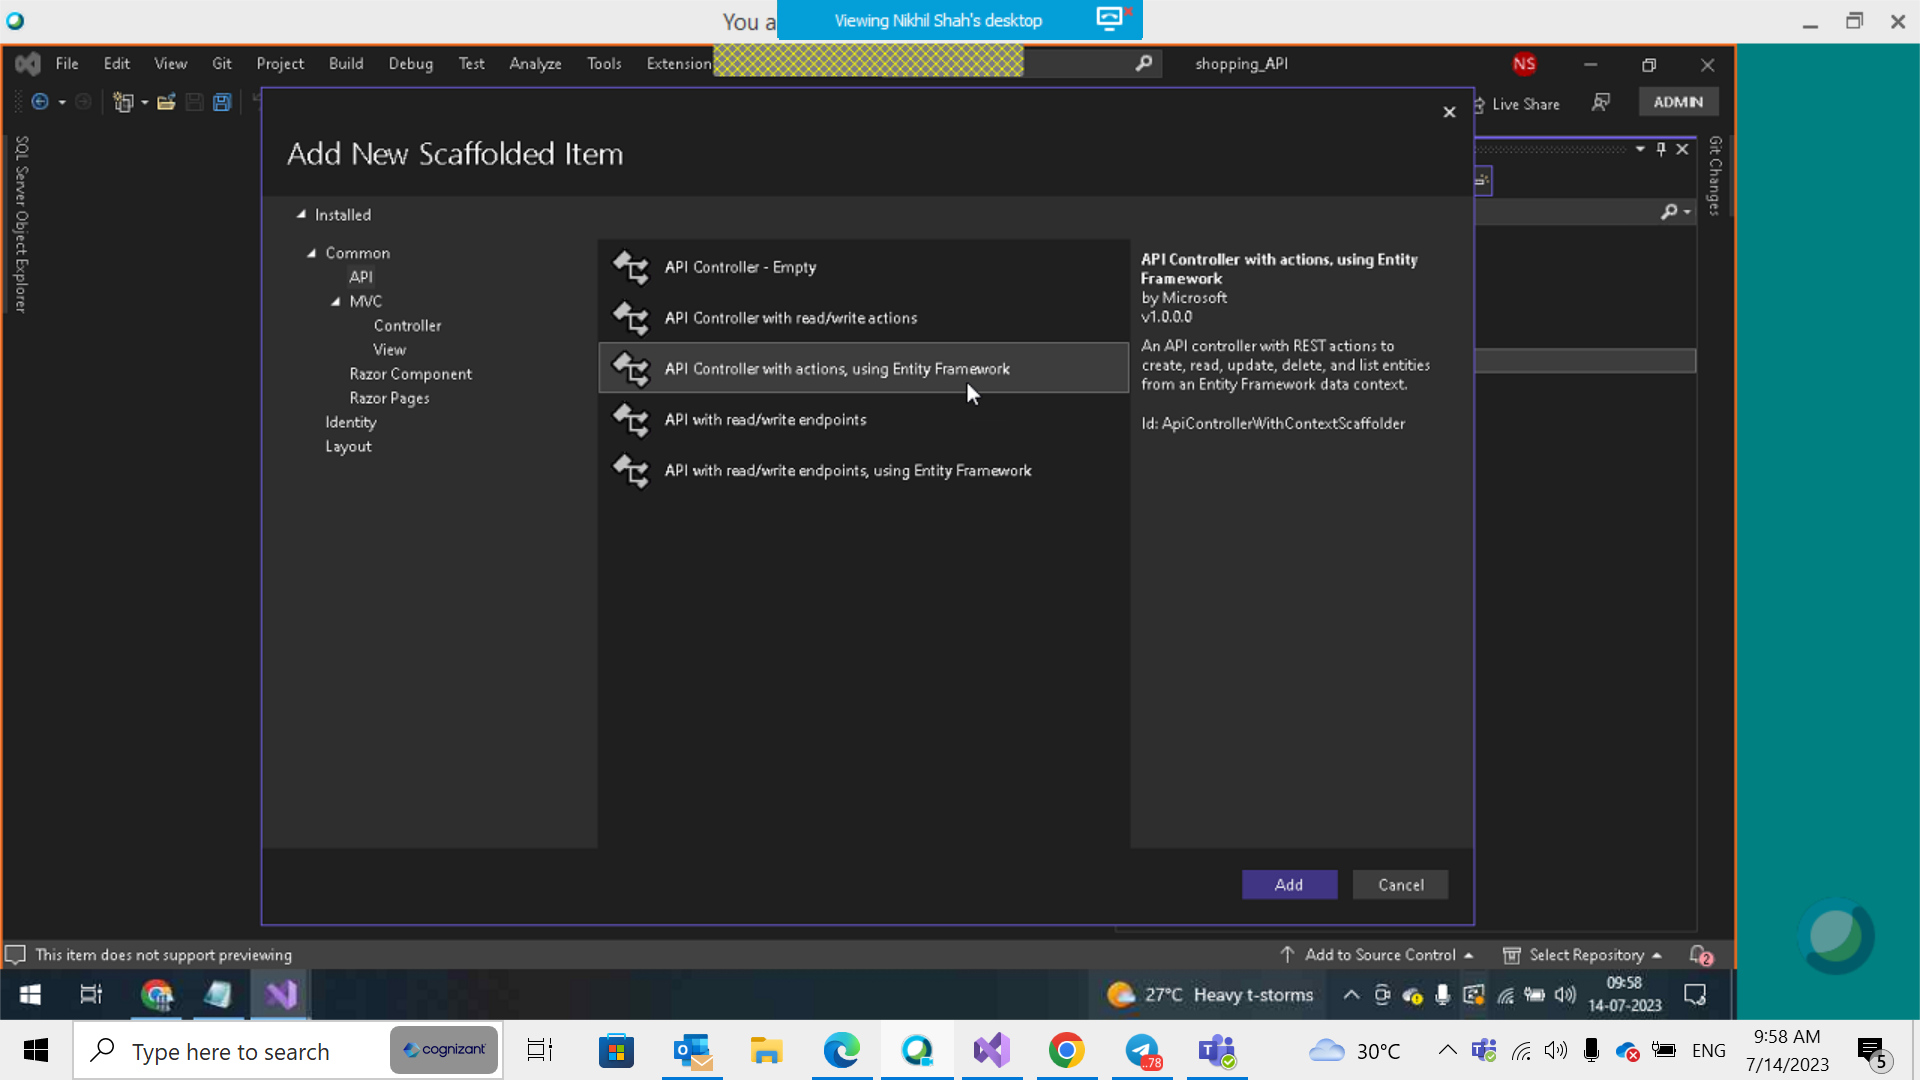 You a
Viewing Nikhil Shah's desktop
File Edit View Git Project Build Debug Test Analyze Tools Extension
shopping_API
NS
Live Share
ADMIN
SQL Server Object Explorer
Git Changes
Add New Scaffolded Item
Installed
Common
API
MVC
Controller
View
Razor Component
Razor Pages
Identity
Layout
API Controller - Empty
API Controller with read/write actions
API Controller with actions, using Entity Framework
API with read/write endpoints
API with read/write endpoints, using Entity Framework
API Controller with actions, using Entity
Framework
by Microsoft
v1.0.0.0
An API controller with REST actions to
create, read, update, delete, and list entities
from an Entity Framework data context.
Id: ApiControllerWithContextScaffolder
Add
Cancel
This item does not support previewing
Add to Source Control
Select Repository
2
27°C Heavy t-storms
09:58
14-07-2023
Type here to search
cognizant
..78
30°C
ENG
9:58 AM
7/14/2023
5